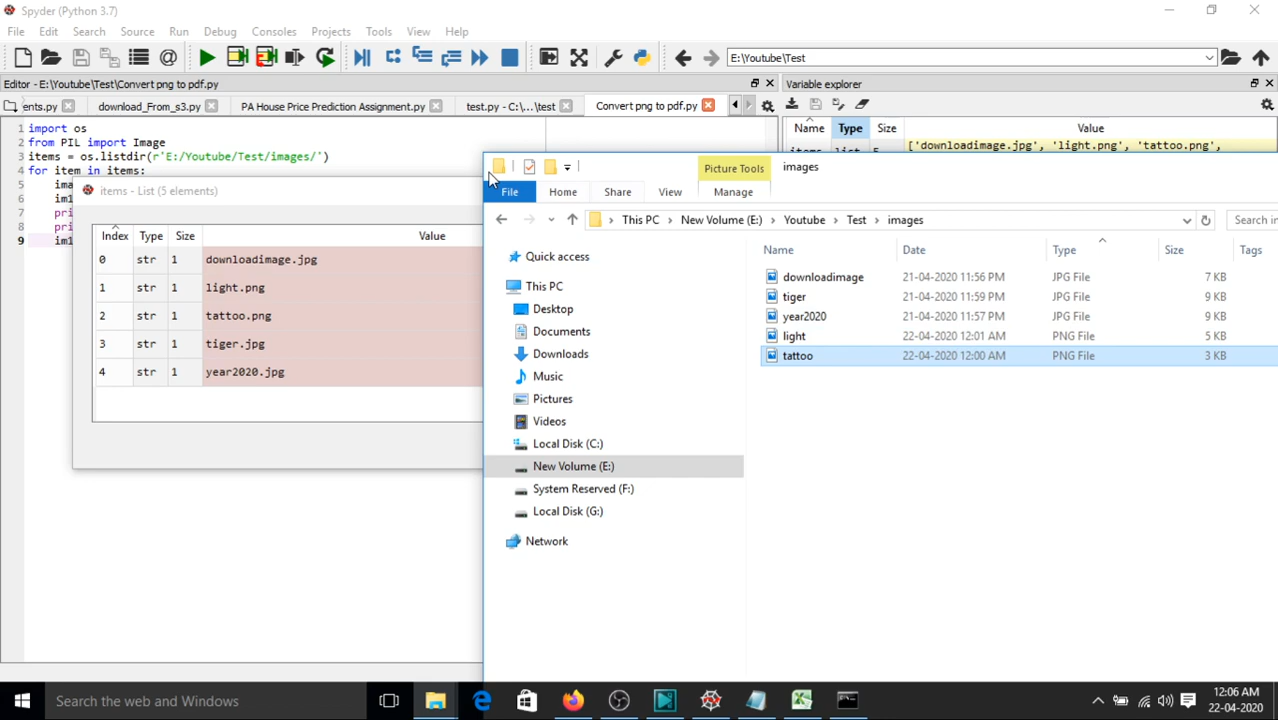 Spyder (Python 3.7)
File Edit Search Source Run Debug Consoles Projects Tools View Help
E:\Youtube\Test
Editor - E:\Youtube\Test\Convert png to pdf.py
Variable explorer
ents.py download_From_s3.py PA House Price Prediction Assignment.py test.py - C:\...\test Convert png to pdf.py
Name Type Size Value
['downloadimage.jpg', 'light.png', 'tattoo.png',
1 import os
2 from PIL import Image
3 items = os.listdir(r'E:/Youtube/Test/images/')
4 for item in items:
5 ima
6 im1
7 pri
8 pri
9 im1
items - List (5 elements)
Index Type Size Value
0 str 1 downloadimage.jpg
1 str 1 light.png
2 str 1 tattoo.png
3 str 1 tiger.jpg
4 str 1 year2020.jpg
Picture Tools images
File Home Share View Manage
This PC New Volume (E:) Youtube Test images
Search in
Quick access
This PC
Desktop
Documents
Downloads
Music
Pictures
Videos
Local Disk (C:)
New Volume (E:)
System Reserved (F:)
Local Disk (G:)
Network
Name Date Type Size Tags
downloadimage 21-04-2020 11:56 PM JPG File 7 KB
tiger 21-04-2020 11:59 PM JPG File 9 KB
year2020 21-04-2020 11:57 PM JPG File 9 KB
light 22-04-2020 12:01 AM PNG File 5 KB
tattoo 22-04-2020 12:00 AM PNG File 3 KB
Search the web and Windows
12:06 AM
22-04-2020